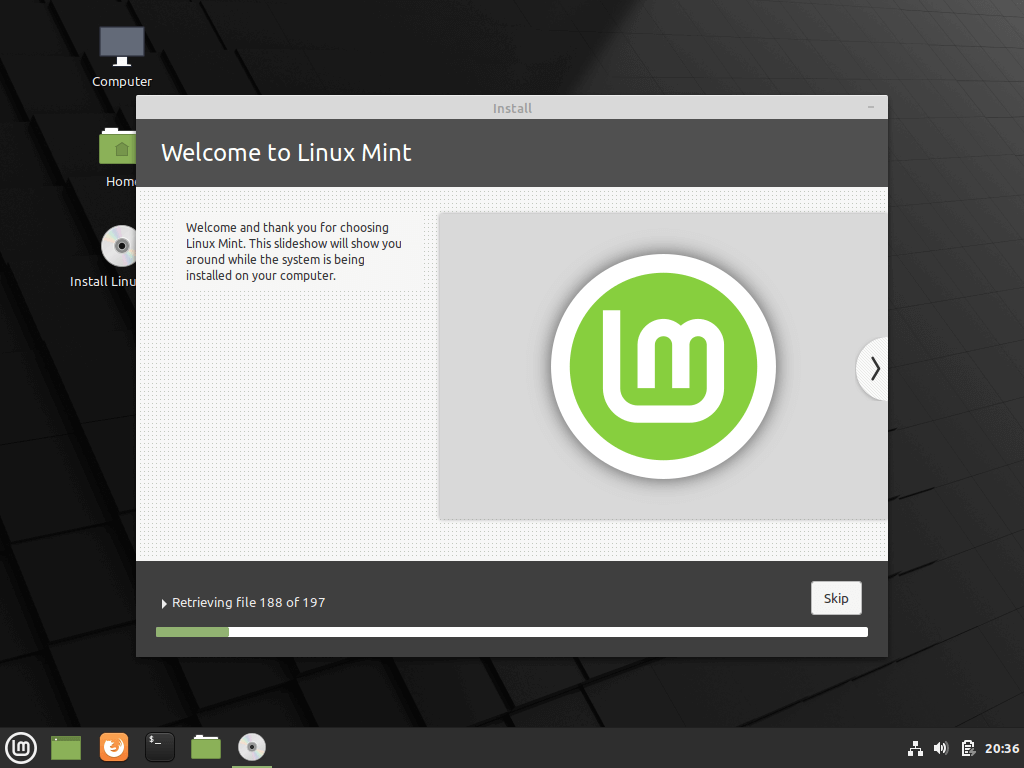 Computer
Install
Welcome to Linux Mint
Home
Welcome and thank you for choosing
Linux Mint. This slideshow will show you
around while the system is being
installed on your computer.
Install Linu
lm
Retrieving file 188 of 197
Skip
$_
20:36